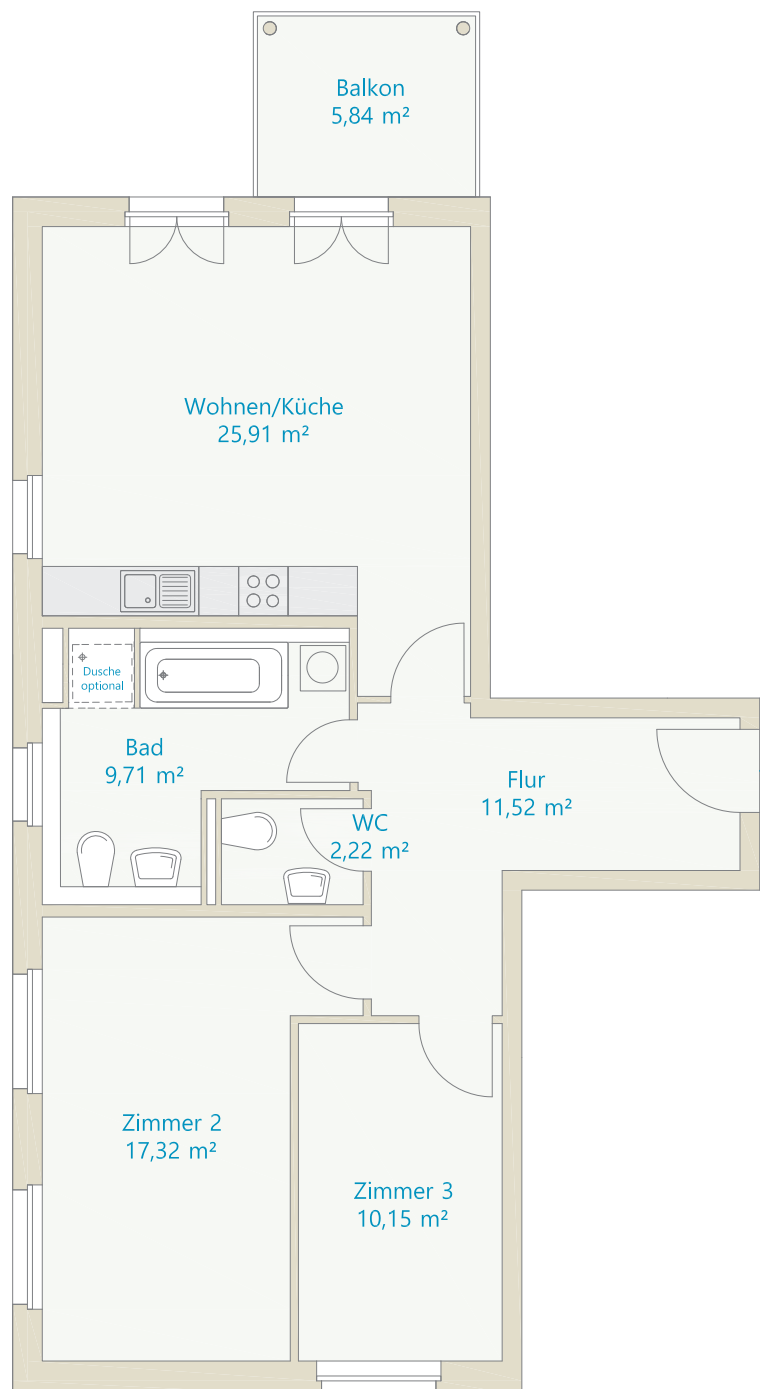 Balkon
5,84 m²
Wohnen/Küche
25,91 m²
Dusche
optional
Bad
9,71 m²
Flur
11,52 m²
WC
2,22 m²
Zimmer 2
17,32 m²
Zimmer 3
10,15 m²